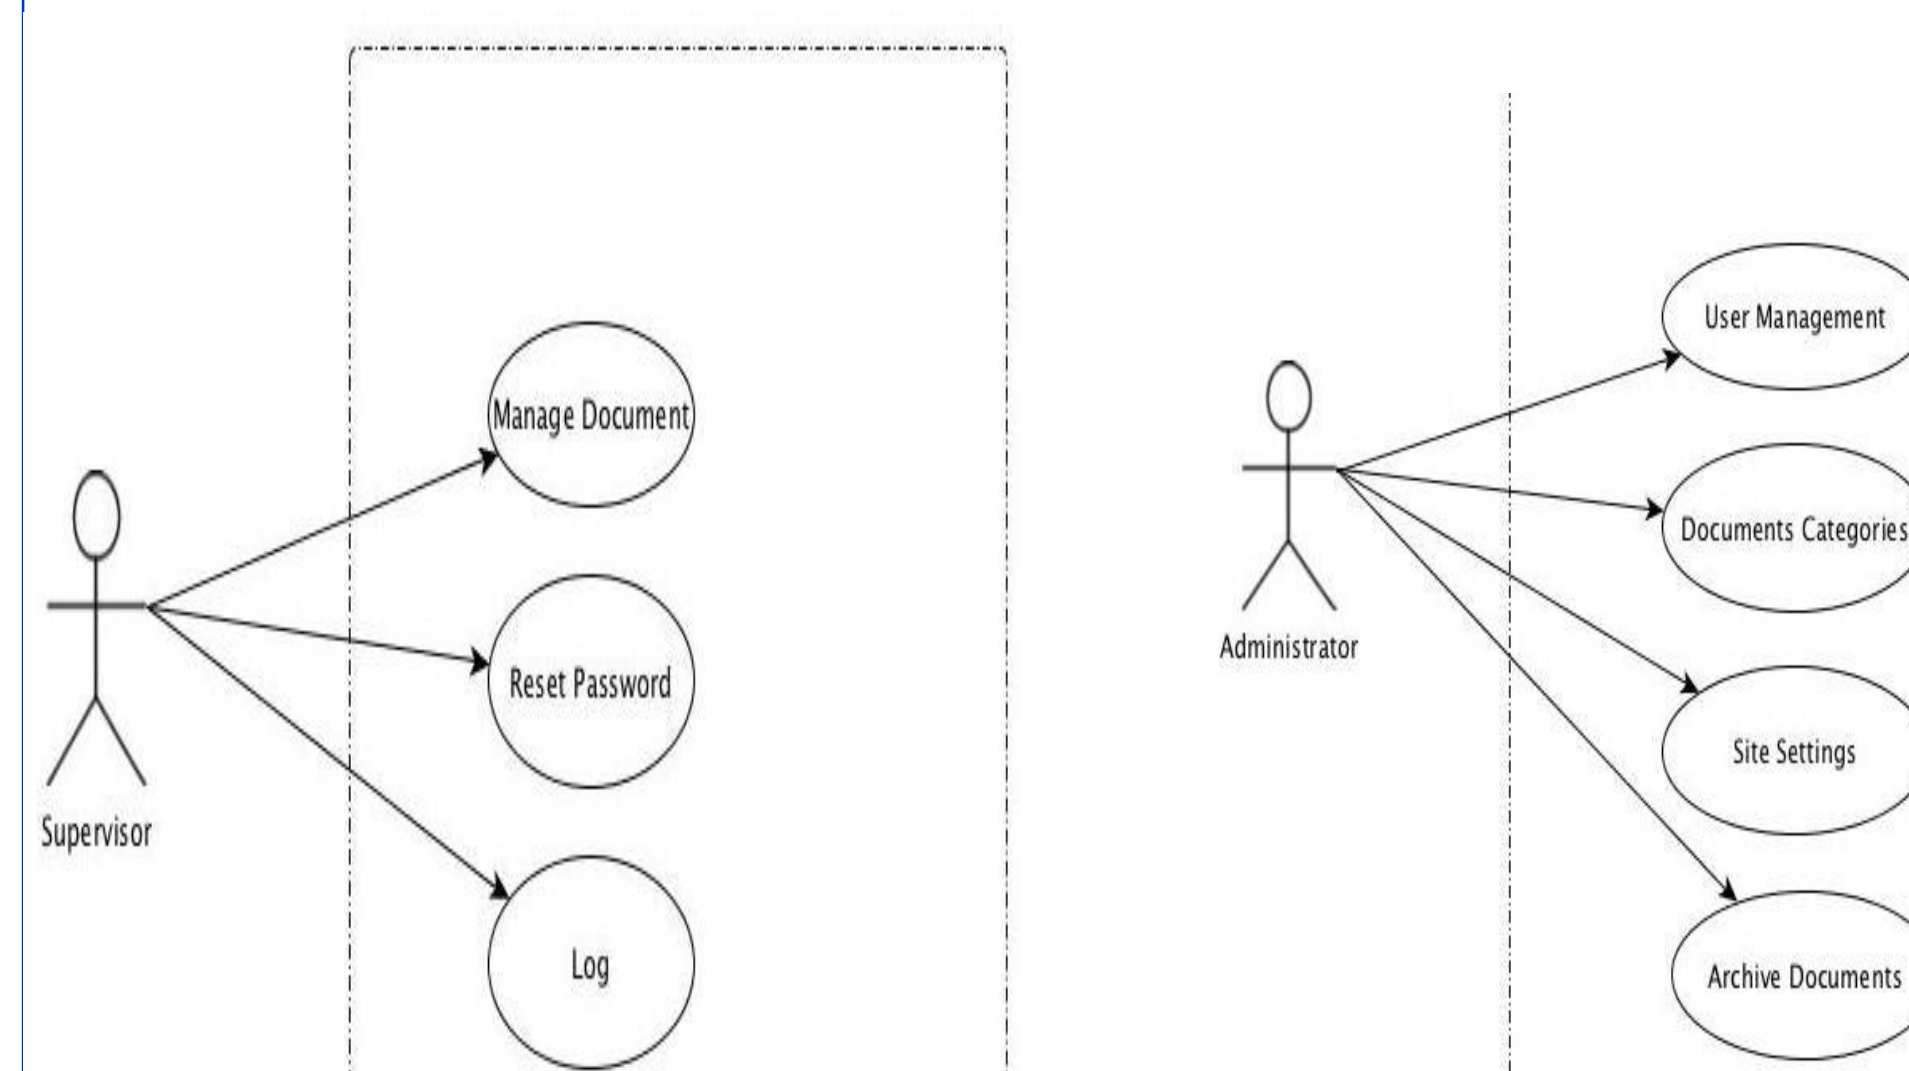 Manage Document
Reset Password
Supervisor
Log
User Management
Documents Categories
Administrator
Site Settings
Archive Documents